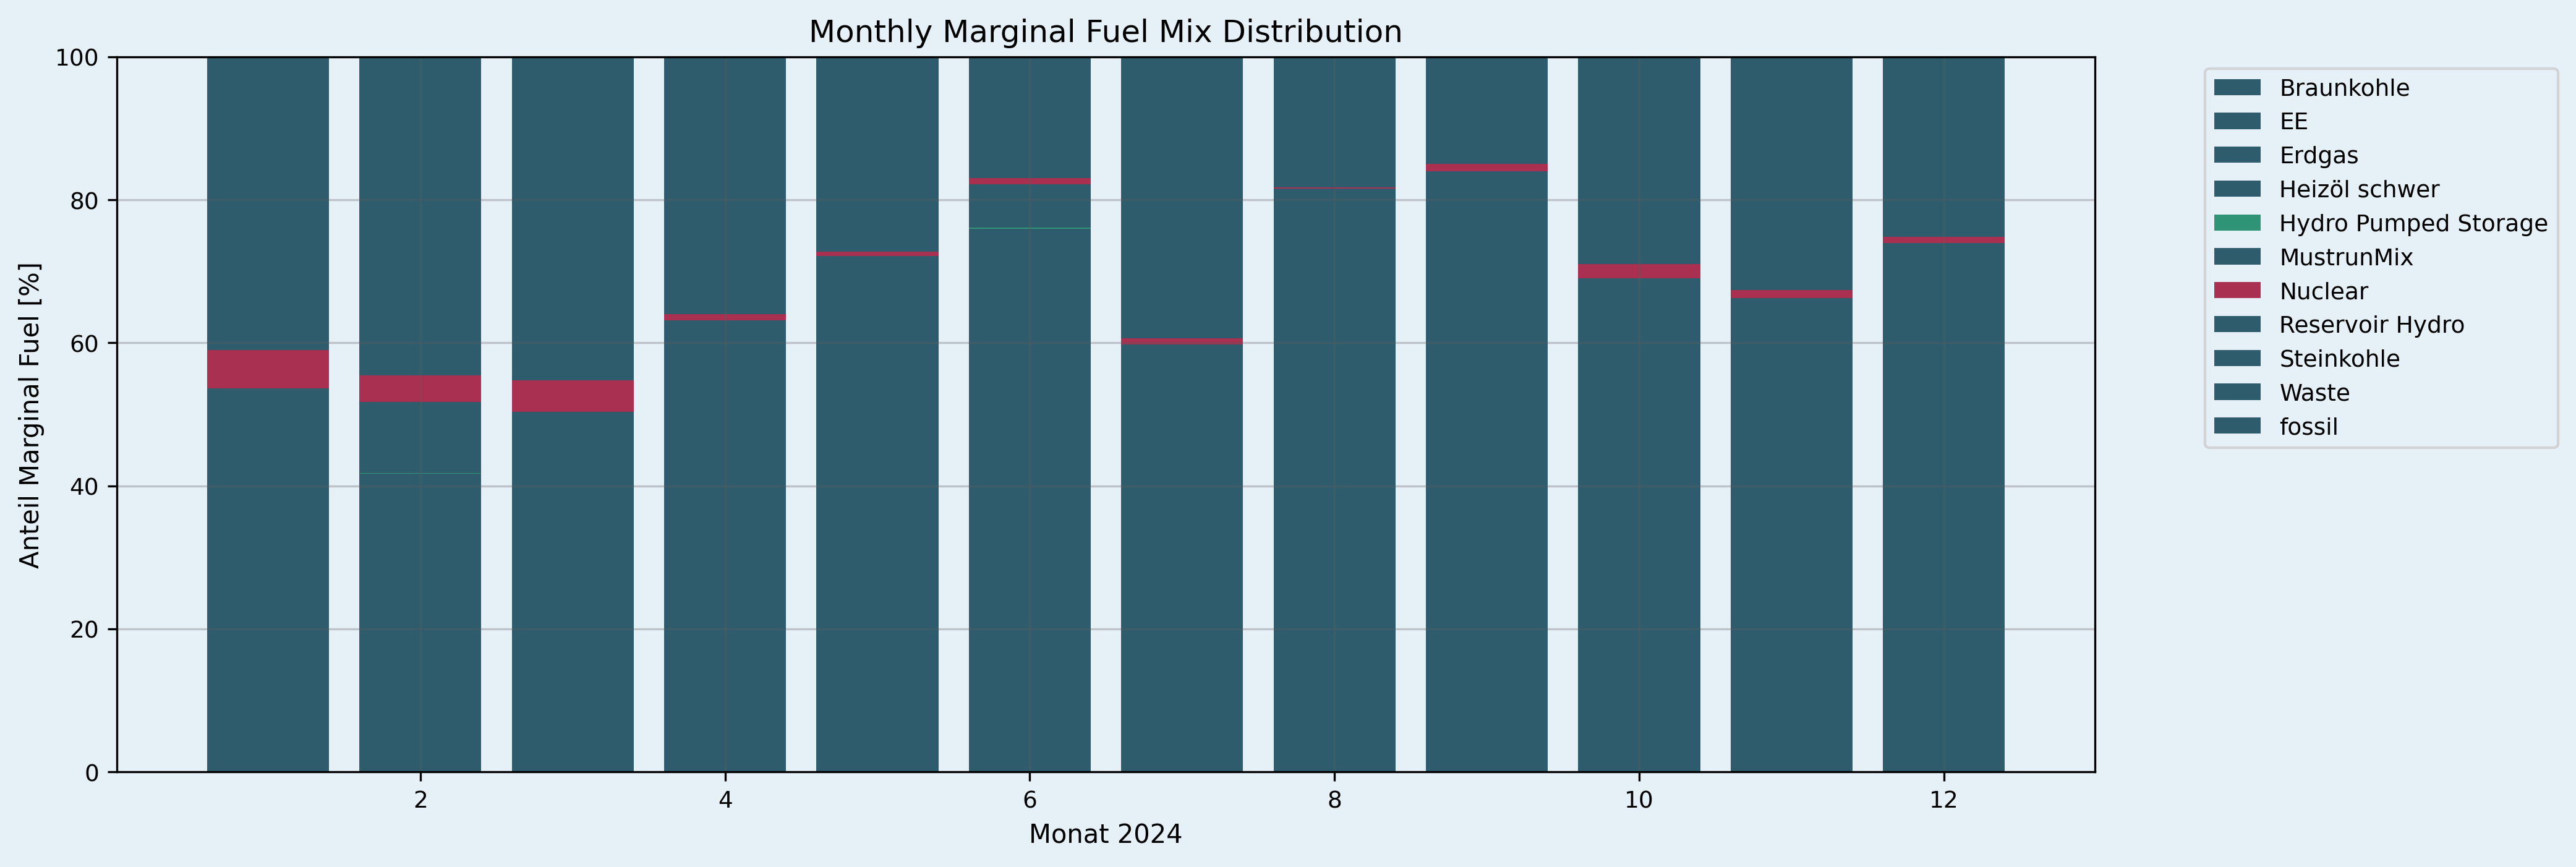 Monthly Marginal Fuel Mix Distribution
100
80
60
40
20
0
Anteil Marginal Fuel [%]
2
4
6
8
10
12
Monat 2024
Braunkohle
EE
Erdgas
Heizöl schwer
Hydro Pumped Storage
MustrunMix
Nuclear
Reservoir Hydro
Steinkohle
Waste
fossil